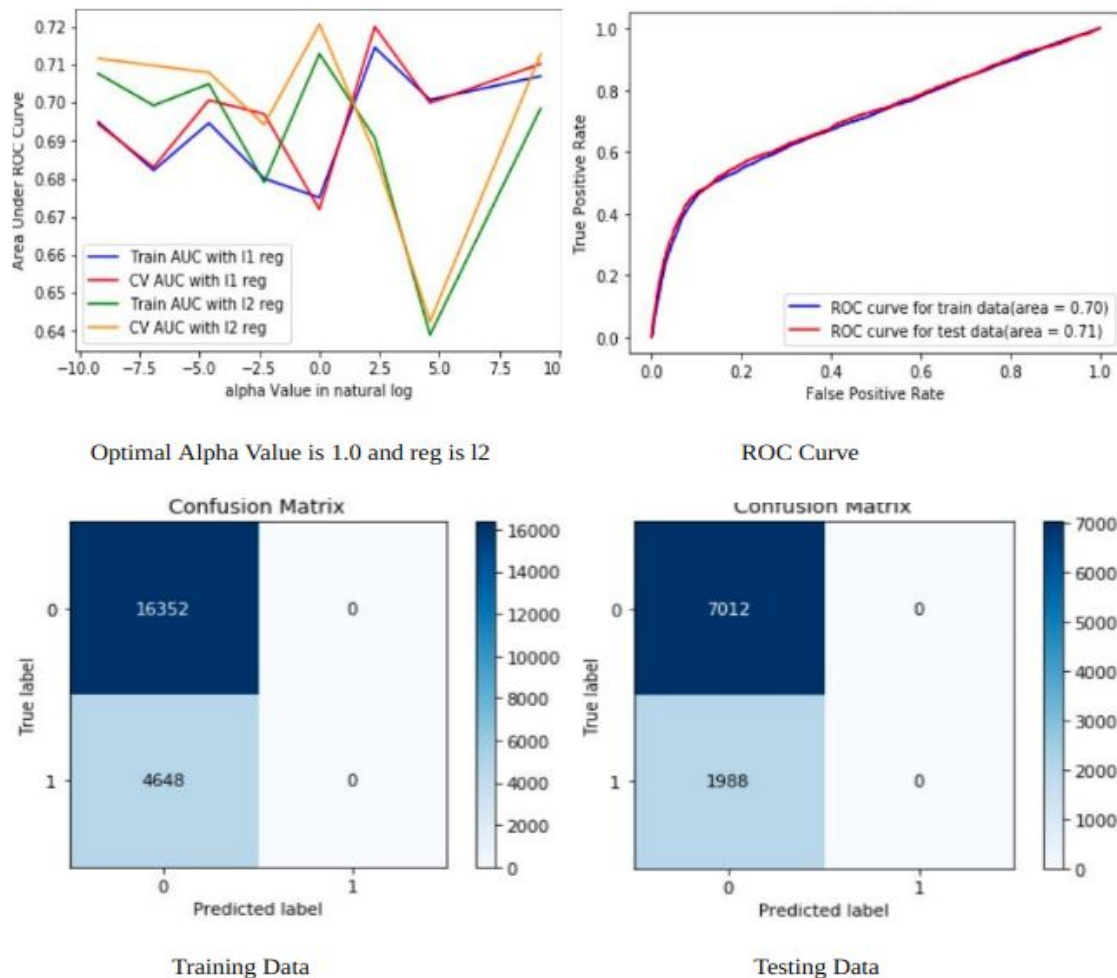 0.72
0.71
0.70
0.69
0.68
0.67
0.66
0.65
0.64
Area Under ROC Curve
Train AUC with l1 reg
CV AUC with l1 reg
Train AUC with l2 reg
CV AUC with l2 reg
−10.0 −7.5 −5.0 −2.5 0.0 2.5 5.0 7.5 10
alpha Value in natural log
1.0
0.8
0.6
0.4
0.2
0.0
True Positive Rate
ROC curve for train data(area = 0.70)
ROC curve for test data(area = 0.71)
0.0 0.2 0.4 0.6 0.8 1.0
False Positive Rate
Optimal Alpha Value is 1.0 and reg is l2
ROC Curve
Confusion Matrix
True label
0
1
16352 0
4648 0
0 1
Predicted label
16000
14000
12000
10000
8000
6000
4000
2000
0
Confusion Matrix
True label
0
1
7012 0
1988 0
0 1
Predicted label
7000
6000
5000
4000
3000
2000
1000
0
Training Data
Testing Data